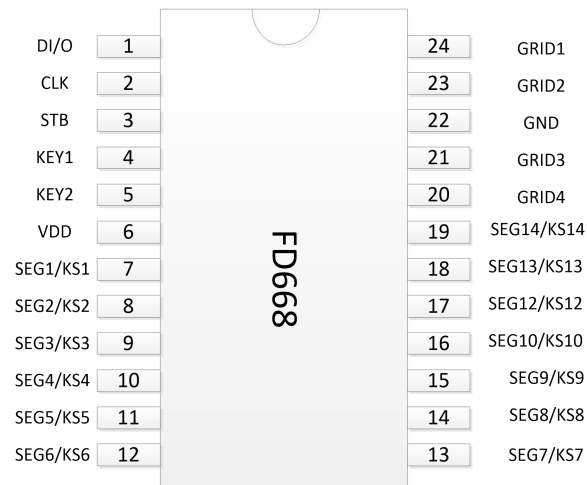 DI/O 1 24 GRID1
CLK 2 23 GRID2
STB 3 22 GND
KEY1 4 21 GRID3
KEY2 5 20 GRID4
VDD 6 19 SEG14/KS14
SEG1/KS1 7 18 SEG13/KS13
SEG2/KS2 8 17 SEG12/KS12
SEG3/KS3 9 16 SEG10/KS10
SEG4/KS4 10 15 SEG9/KS9
SEG5/KS5 11 14 SEG8/KS8
SEG6/KS6 12 13 SEG7/KS7
FD668